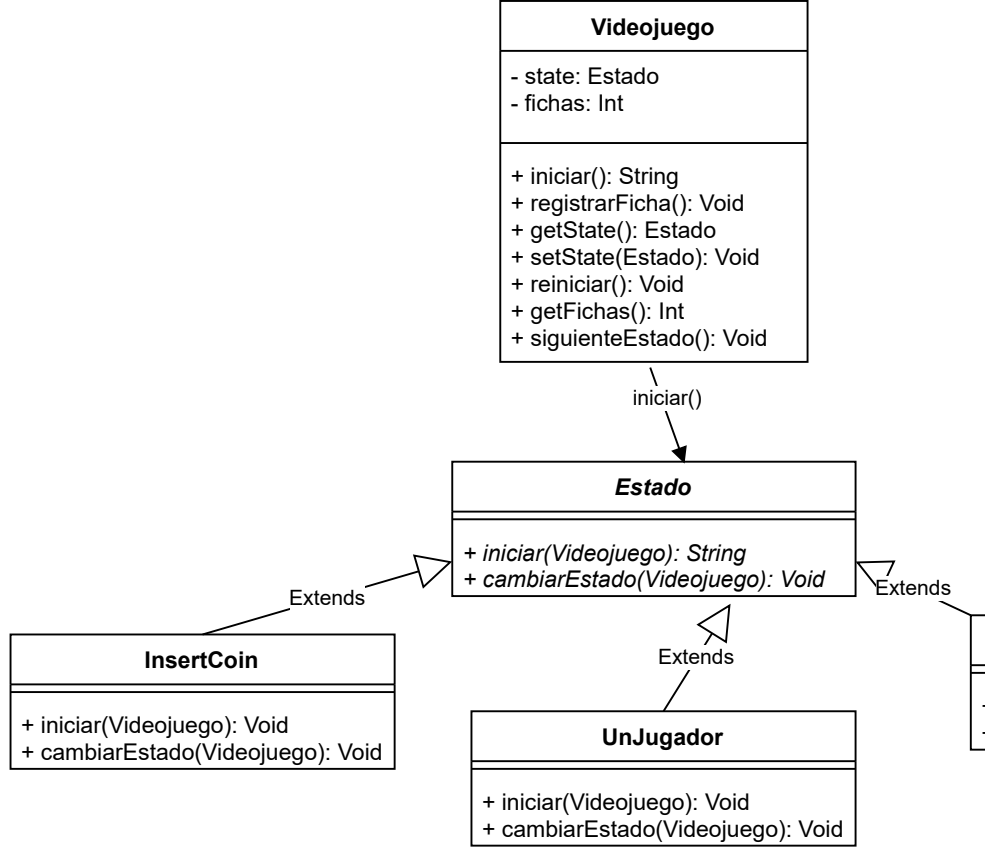 Videojuego
- state: Estado
- fichas: Int
+ iniciar(): String
+ registrarFicha(): Void
+ getState(): Estado
+ setState(Estado): Void
+ reiniciar(): Void
+ getFichas(): Int
+ siguienteEstado(): Void
iniciar()
Estado
+ iniciar(Videojuego): String
+ cambiarEstado(Videojuego): Void
Extends
Extends
Extends
InsertCoin
+ iniciar(Videojuego): Void
+ cambiarEstado(Videojuego): Void
UnJugador
+ iniciar(Videojuego): Void
+ cambiarEstado(Videojuego): Void